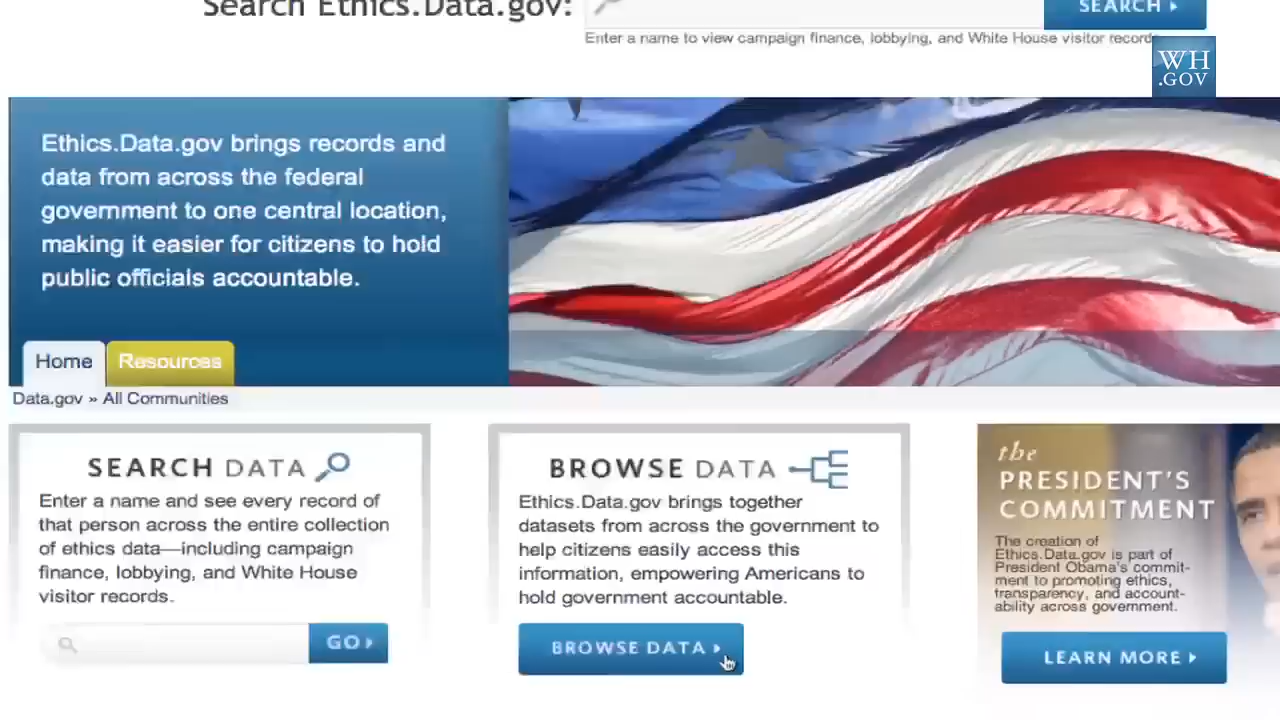 Search Ethics.Data.gov:
SEARCH
Enter a name to view campaign finance, lobbying, and White House visitor records
WH
.GOV
Ethics.Data.gov brings records and
data from across the federal
government to one central location,
making it easier for citizens to hold
public officials accountable.
Home
Resources
Data.gov » All Communities
SEARCH DATA
Enter a name and see every record of
that person across the entire collection
of ethics data—including campaign
finance, lobbying, and White House
visitor records.
GO
BROWSE DATA
Ethics.Data.gov brings together
datasets from across the government to
help citizens easily access this
information, empowering Americans to
hold government accountable.
BROWSE DATA
the
PRESIDENT'S
COMMITMENT
The creation of
Ethics.Data.gov is part of
President Obama's commit-
ment to promoting ethics,
transparency, and account-
ability across government.
LEARN MORE